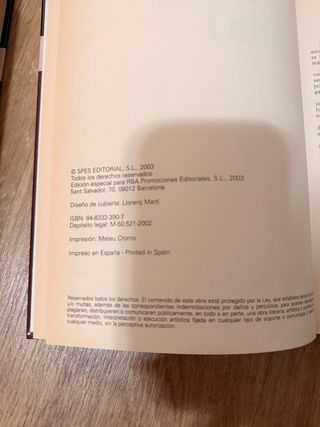 © SPES EDITORIAL, S.L., 2003
Todos los derechos reservados
Edición especial para RBA Promociones Editoriales, S.L., 2003
Sant Salvador, 70, 08012 Barcelona
Diseño de cubierta: Llorenç Martí
ISBN: 84-8332-390-7
Depósito legal: M-50.521-2002
Impresión: Mateu Cromo
Impreso en España - Printed in Spain
Reservados todos los derechos. El contenido de esta obra está protegido por la Ley, que establece penas
y/o multas, además de las correspondientes indemnizaciones por daños y perjuicios, para quienes
plagiaren, distribuyeren o comunicaren públicamente, en todo o en parte, una obra literaria, artística o
transformación, interpretación o ejecución artística fijada en cualquier tipo de soporte o comunicada
cualquier medio, sin la perceptiva autorización.